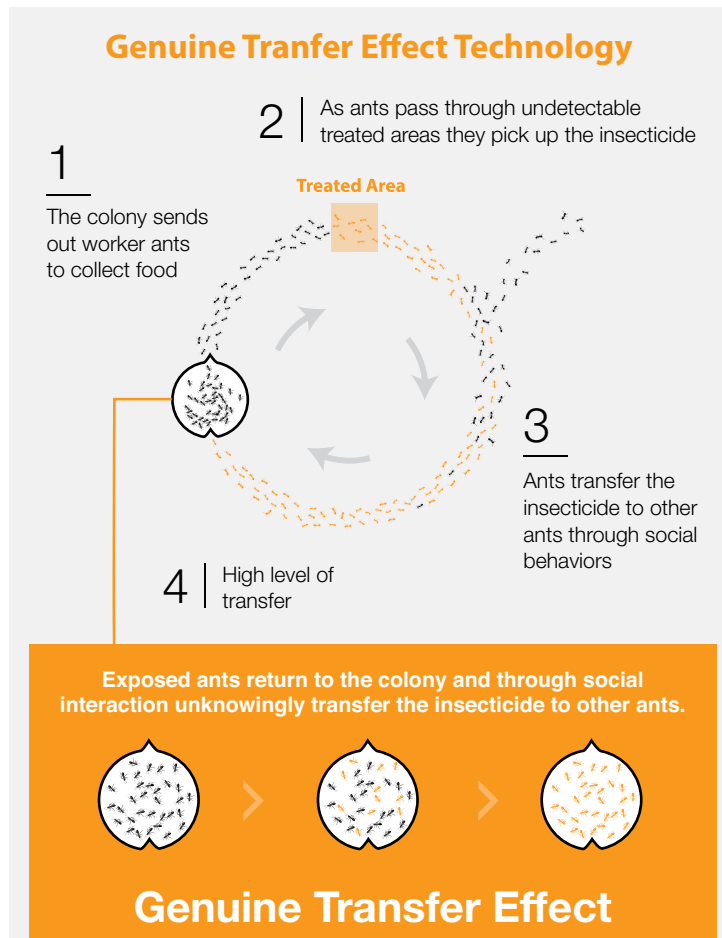 Genuine Tranfer Effect Technology
1
The colony sends
out worker ants
to collect food
2
As ants pass through undetectable
treated areas they pick up the insecticide
Treated Area
3
Ants transfer the
insecticide to other
ants through social
behaviors
4
High level of
transfer
Exposed ants return to the colony and through social
interaction unknowingly transfer the insecticide to other ants.
Genuine Transfer Effect